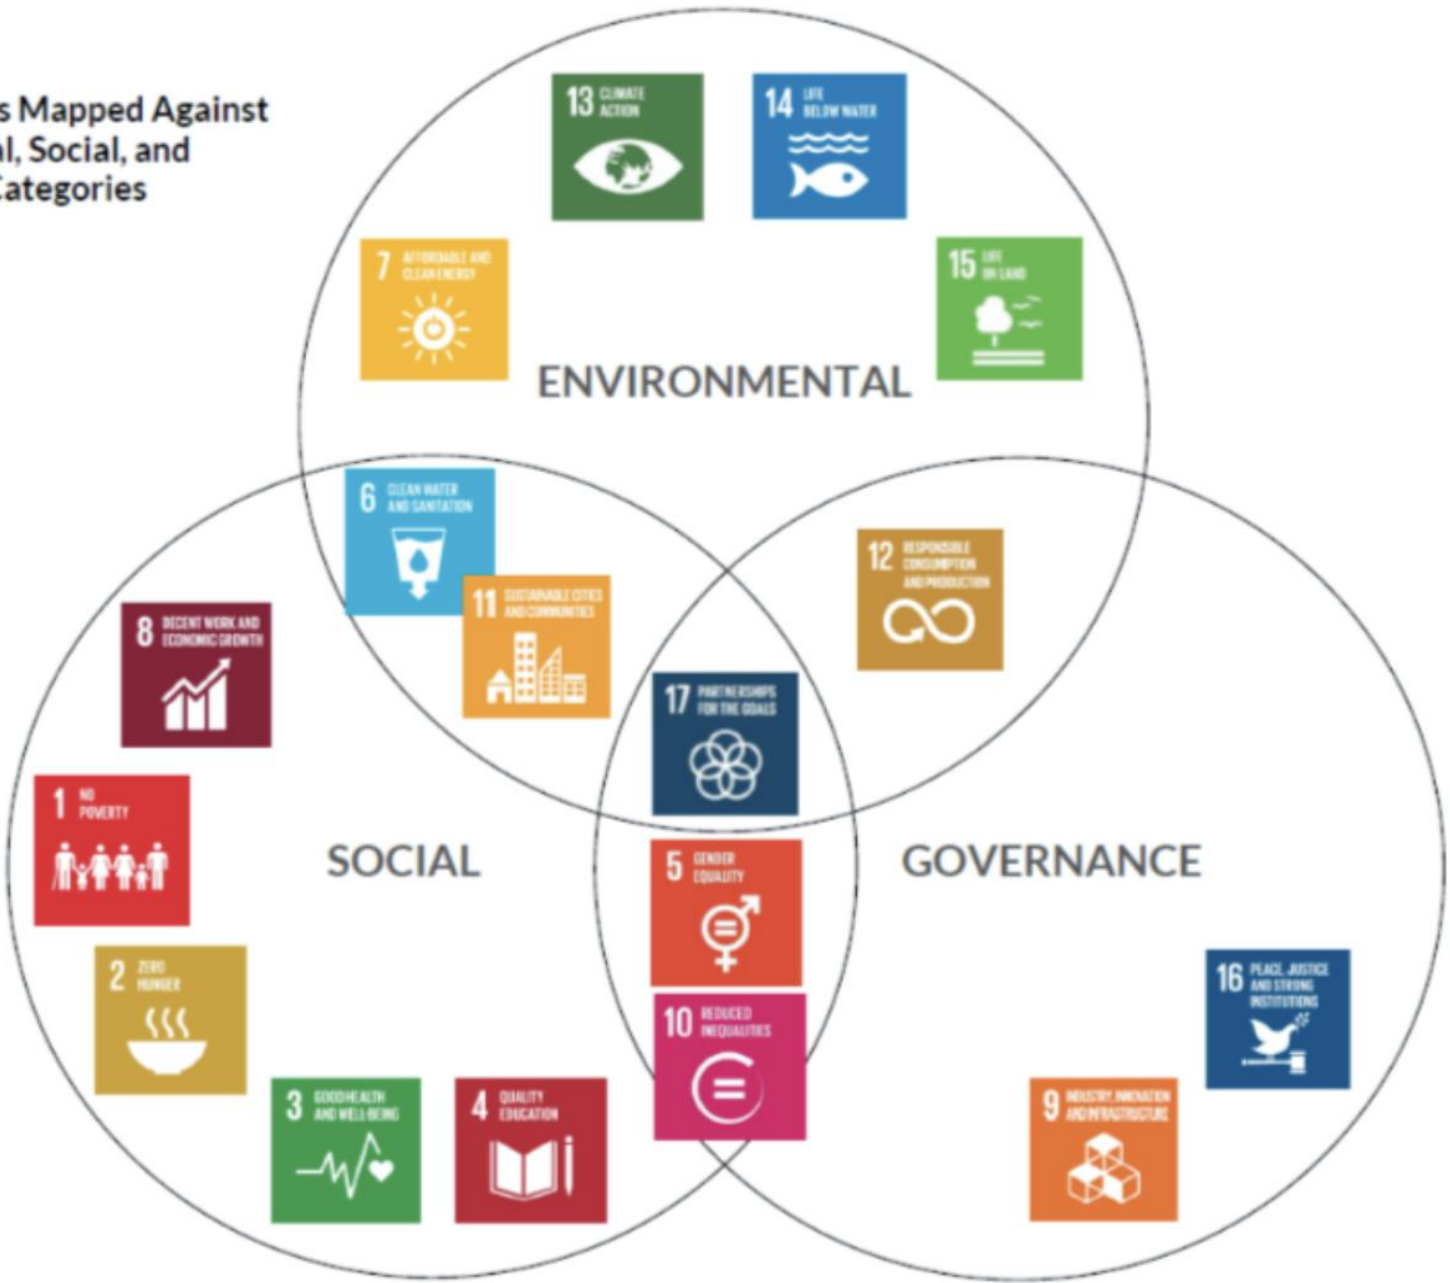 s Mapped Against
al, Social, and
Categories
13 CLIMATE
ACTION
14 LIFE
BELOW WATER
7 AFFORDABLE AND
CLEAN ENERGY
15 LIFE
ON LAND
ENVIRONMENTAL
6 CLEAN WATER
AND SANITATION
12 RESPONSIBLE
CONSUMPTION
AND PRODUCTION
11 SUSTAINABLE CITIES
AND COMMUNITIES
8 DECENT WORK AND
ECONOMIC GROWTH
17 PARTNERSHIPS
FOR THE GOALS
1 NO
POVERTY
SOCIAL
5 GENDER
EQUALITY
GOVERNANCE
2 ZERO
HUNGER
16 PEACE, JUSTICE
AND STRONG
INSTITUTIONS
10 REDUCED
INEQUALITIES
3 GOOD HEALTH
AND WELL-BEING
4 QUALITY
EDUCATION
9 INDUSTRY, INNOVATION
AND INFRASTRUCTURE